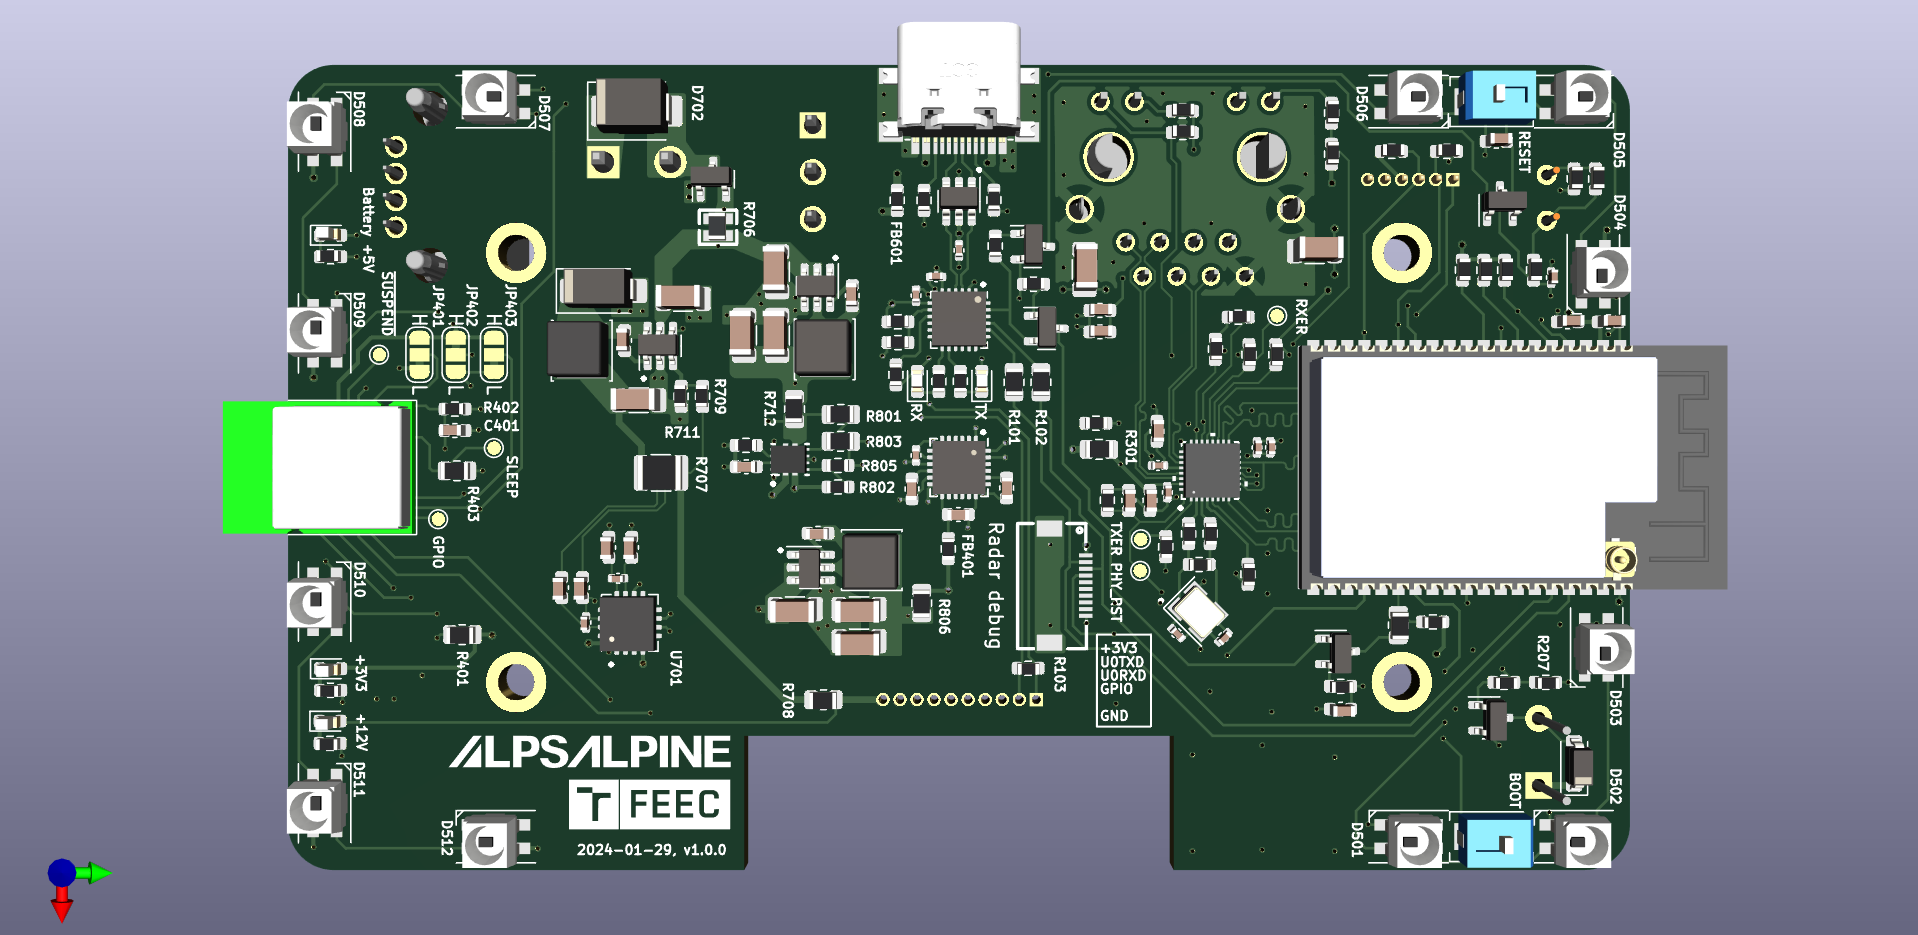 D508
D507
D702
D506
RESET
D505
Battery +5V
R706
FB601
D504
SUSPEND
D509
JP401
JP402
JP403
H
H
H
L
L
L
RXER
R709
R712
R711
RX
TX
R101
R102
R402
C401
R801
R803
R805
R802
R301
SLEEP
R403
R707
GPIO
FB401
Radar debug
TXER
PHY_RST
D510
R806
R401
+3V3
U701
R103
+3V3
U0TXD
U0RXD
GPIO
GND
R207
D503
R708
+12V
D511
ALPSALPINE
FEEC
2024-01-29, v1.0.0
D512
BOOT
D502
D501